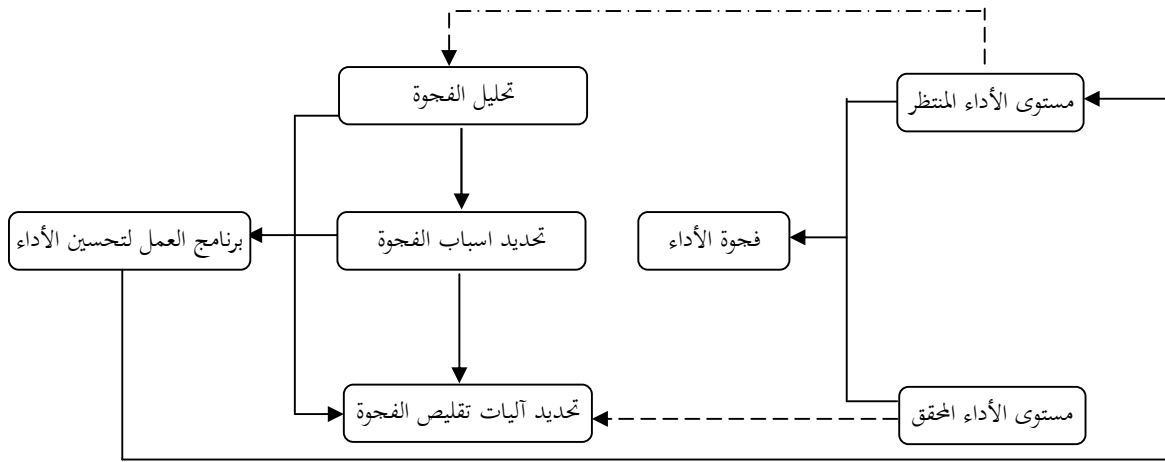 تحليل الفجوة
مستوى الأداء المنتظر
فجوة الأداء
تحديد اسباب الفجوة
برنامج العمل لتحسين الأداء
مستوى الأداء المحقق
تحديد آليات تقليص الفجوة